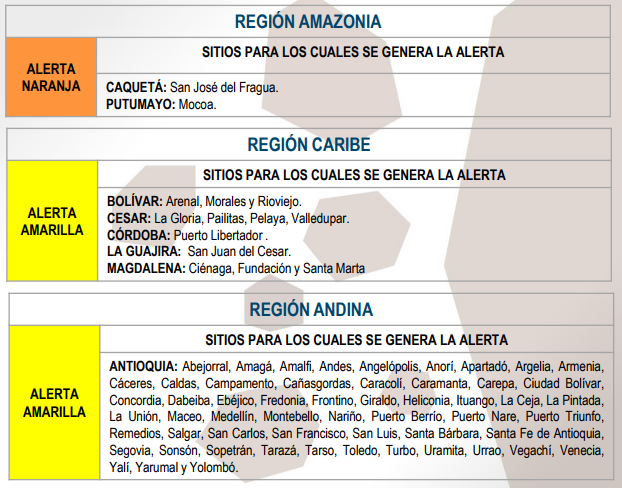 REGIÓN AMAZONIA
SITIOS PARA LOS CUALES SE GENERA LA ALERTA
ALERTA
NARANJA
CAQUETÁ: San José del Fragua.
PUTUMAYO: Mocoa.
REGIÓN CARIBE
SITIOS PARA LOS CUALES SE GENERA LA ALERTA
ALERTA
AMARILLA
BOLÍVAR: Arenal, Morales y Rioviejo.
CESAR: La Gloria, Pailitas, Pelaya, Valledupar.
CÓRDOBA: Puerto Libertador .
LA GUAJIRA: San Juan del Cesar.
MAGDALENA: Ciénaga, Fundación y Santa Marta
REGIÓN ANDINA
SITIOS PARA LOS CUALES SE GENERA LA ALERTA
ALERTA
AMARILLA
ANTIOQUIA: Abejorral, Amagá, Amalfi, Andes, Angelópolis, Anorí, Apartadó, Argelia, Armenia,
Cáceres, Caldas, Campamento, Cañasgordas, Caracolí, Caramanta, Carepa, Ciudad Bolívar,
Concordia, Dabeiba, Ebéjico, Fredonia, Frontino, Giraldo, Heliconia, Ituango, La Ceja, La Pintada,
La Unión, Maceo, Medellín, Montebello, Nariño, Puerto Berrío, Puerto Nare, Puerto Triunfo,
Remedios, Salgar, San Carlos, San Francisco, San Luis, Santa Bárbara, Santa Fe de Antioquia,
Segovia, Sonsón, Sopetrán, Tarazá, Tarso, Toledo, Turbo, Uramita, Urrao, Vegachí, Venecia,
Yalí, Yarumal y Yolombó.